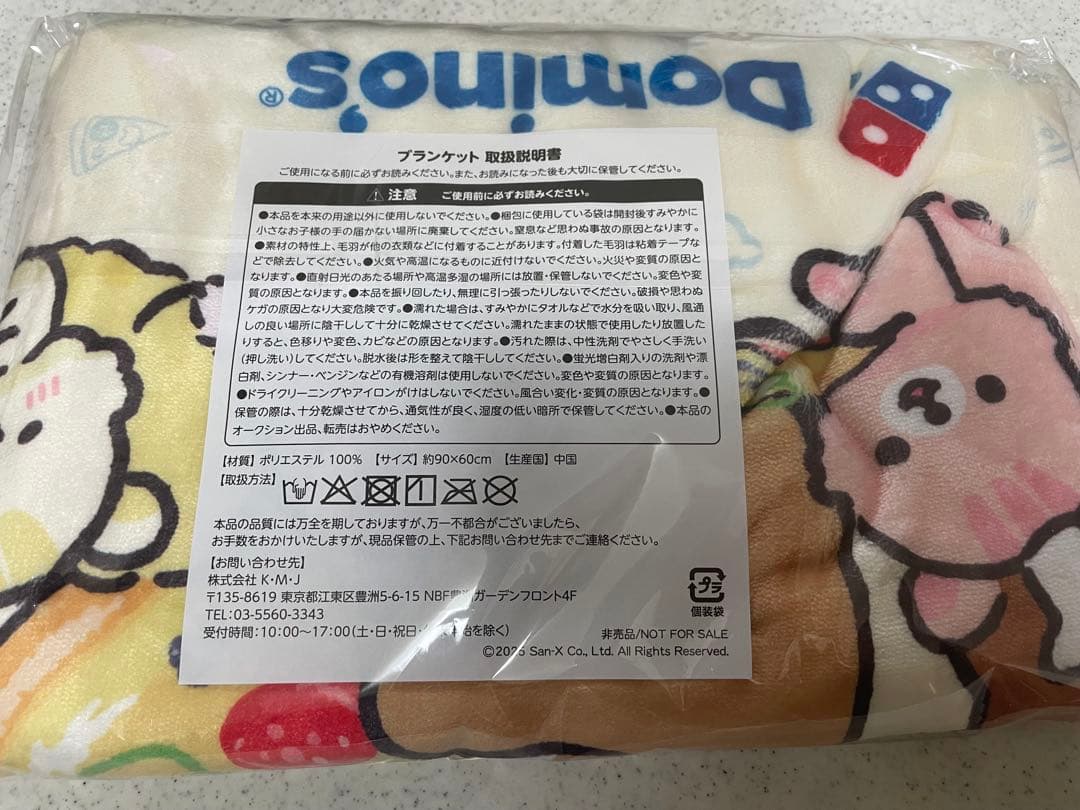 Domino's®
ブランケット 取扱説明書
ご使用になる前に必ずお読みください。また、お読みになった後も大切に保管してください。
⚠ 注意 ご使用前に必ずお読みください。
●本品を本来の用途以外に使用しないでください。●梱包に使用している袋は開封後すみやかに
小さなお子様の手の届かない場所に廃棄してください。窒息など思わぬ事故の原因となります。
●素材の特性上、毛羽が他の衣類などに付着することがあります。付着した毛羽は粘着テープな
どで除去してください。●火気や高温になるものに近付けないでください。火災や変質の原因と
なります。●直射日光のあたる場所や高温多湿の場所には放置・保管しないでください。変色や変
質の原因となります。●本品を振り回したり、無理に引っ張ったりしないでください。破損や思わぬ
ケガの原因となり大変危険です。●濡れた場合は、すみやかにタオルなどで水分を吸い取り、風通
しの良い場所に陰干しして十分に乾燥させてください。濡れたままの状態で使用したり放置した
りすると、色移りや変色、カビなどの原因となります。●汚れた際は、中性洗剤でやさしく手洗い
(押し洗い)してください。脱水後は形を整えて陰干ししてください。●蛍光増白剤入りの洗剤や漂
白剤、シンナー・ベンジンなどの有機溶剤は使用しないでください。変色や変質の原因となります。
●ドライクリーニングやアイロンがけはしないでください。風合い変化・変質の原因となります。●
保管の際は、十分乾燥させてから、通気性が良く、湿度の低い暗所で保管してください。●本品の
オークション出品、転売はおやめください。
【材質】ポリエステル 100% 【サイズ】約90×60cm 【生産国】中国
【取扱方法】
本品の品質には万全を期しておりますが、万一不都合がございましたら、
お手数をおかけいたしますが、現品保管の上、下記お問い合わせ先までご連絡ください。
【お問い合わせ先】
株式会社 K・M・J
〒135-8619 東京都江東区豊洲5-6-15 NBF豊洲ガーデンフロント4F
TEL:03-5560-3343
受付時間:10:00〜17:00(土・日・祝日・を除く)
プラ
個装袋
非売品/NOT FOR SALE
©2025 San-X Co., Ltd. All Rights Reserved.